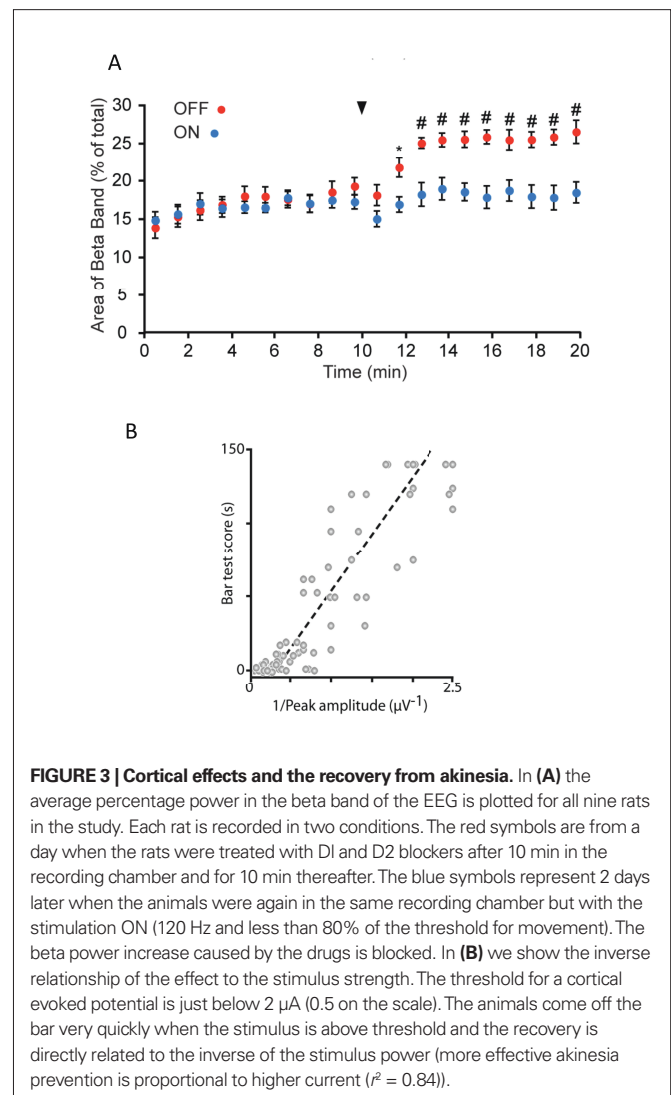 A
Area of Beta Band (% of total)
30
25
20
15
10
5
0
OFF
ON
*
# # # # # # # #
0 2 4 6 8 10 12 14 16 18 20
Time (min)
B
Bar test score (s)
150
0
0 2.5
1/Peak amplitude (µV-1)
FIGURE 3 | Cortical effects and the recovery from akinesia. In (A) the
average percentage power in the beta band of the EEG is plotted for all nine rats
in the study. Each rat is recorded in two conditions. The red symbols are from a
day when the rats were treated with Dl and D2 blockers after 10 min in the
recording chamber and for 10 min thereafter. The blue symbols represent 2 days
later when the animals were again in the same recording chamber but with the
stimulation ON (120 Hz and less than 80% of the threshold for movement). The
beta power increase caused by the drugs is blocked. In (B) we show the inverse
relationship of the effect to the stimulus strength. The threshold for a cortical
evoked potential is just below 2 µA (0.5 on the scale). The animals come off the
bar very quickly when the stimulus is above threshold and the recovery is
directly related to the inverse of the stimulus power (more effective akinesia
prevention is proportional to higher current (r² = 0.84)).